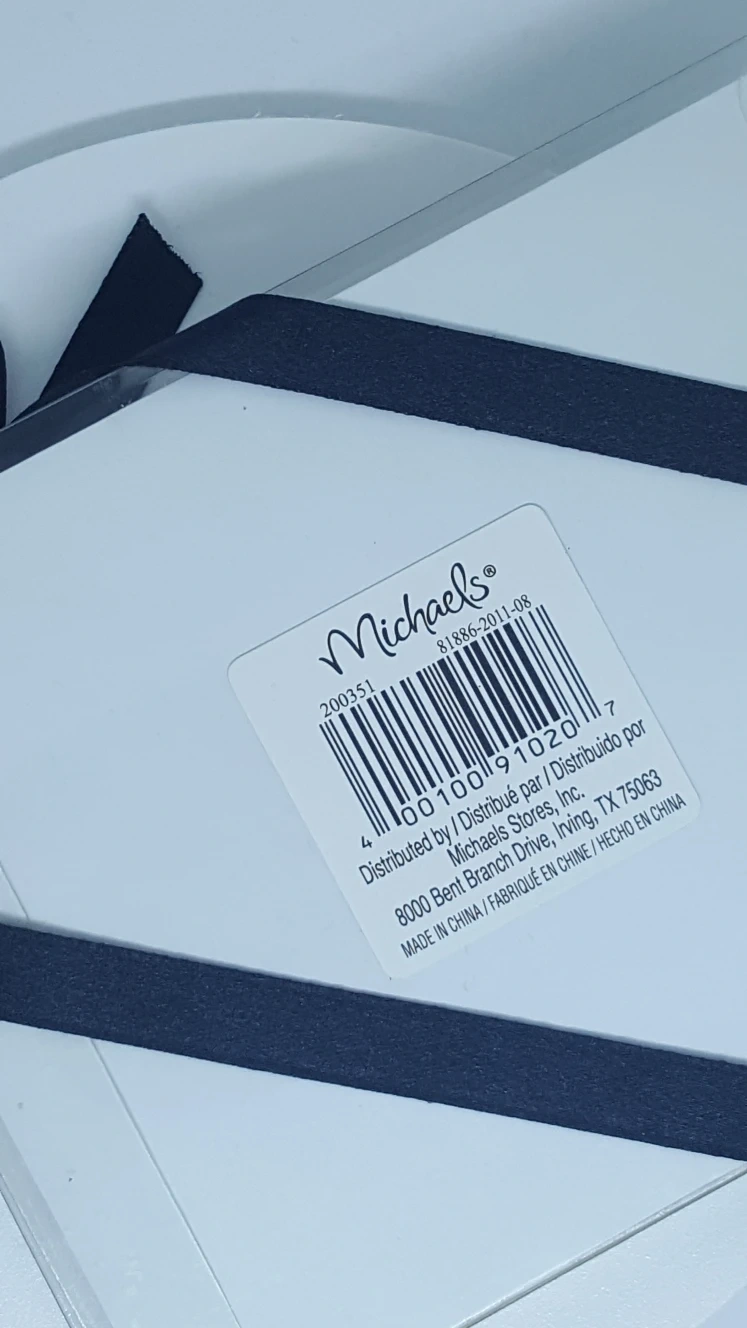 Michaels®
81886-2011-08
200351
4 00100 91020 7
Distributed by / Distribué par / Distribuido por
Michaels Stores, Inc.
8000 Bent Branch Drive, Irving, TX 75063
MADE IN CHINA / FABRIQUÉ EN CHINE / HECHO EN CHINA